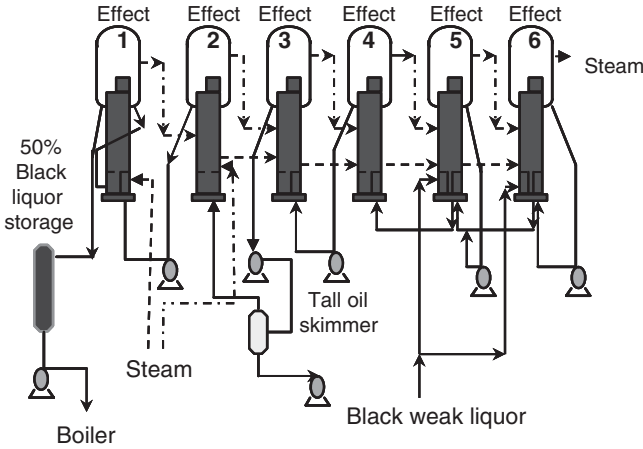 Effect Effect Effect Effect Effect Effect
1 2 3 4 5 6
Steam
50%
Black
liquor
storage
Tall oil
skimmer
Steam
Black weak liquor
Boiler